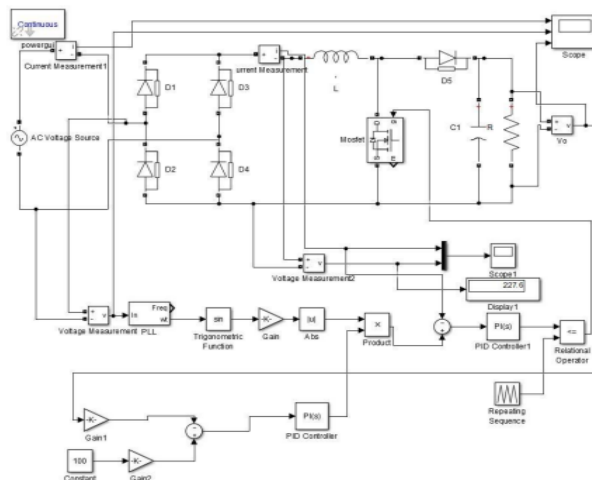 Continuous
powergui
Current Measurement1
AC Voltage Source
D1
D3
D2
D4
urrent Measurement
L
D5
Mosfet
C1
R
Vo
Scope
Voltage Measurement
In
Freq
wt
PLL
sin
Trigonometric
Function
-K-
Gain
|u|
Abs
×
Product
Voltage Measurement2
Scope1
227.6
Display1
PI(s)
PID Controller1
<=
Relational
Operator
Repeating
Sequence
-K-
Gain1
100
Constant
-K-
Gain2
PI(s)
PID Controller